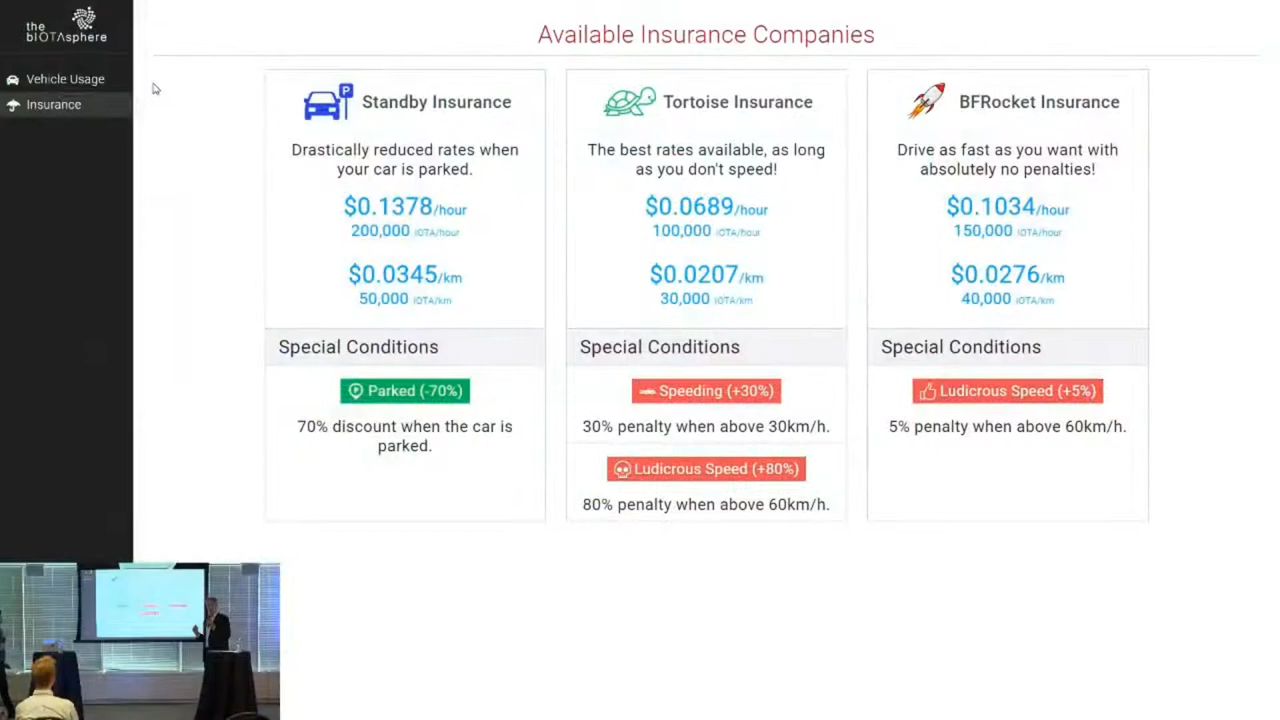 the
bIOTAsphere
Vehicle Usage
Insurance
Available Insurance Companies
Standby Insurance
Drastically reduced rates when
your car is parked.
$0.1378/hour
200,000 IOTA/hour
$0.0345/km
50,000 IOTA/km
Special Conditions
Parked (-70%)
70% discount when the car is
parked.
Tortoise Insurance
The best rates available, as long
as you don't speed!
$0.0689/hour
100,000 IOTA/hour
$0.0207/km
30,000 IOTA/km
Special Conditions
Speeding (+30%)
30% penalty when above 30km/h.
Ludicrous Speed (+80%)
80% penalty when above 60km/h.
BFRocket Insurance
Drive as fast as you want with
absolutely no penalties!
$0.1034/hour
150,000 IOTA/hour
$0.0276/km
40,000 IOTA/km
Special Conditions
Ludicrous Speed (+5%)
5% penalty when above 60km/h.